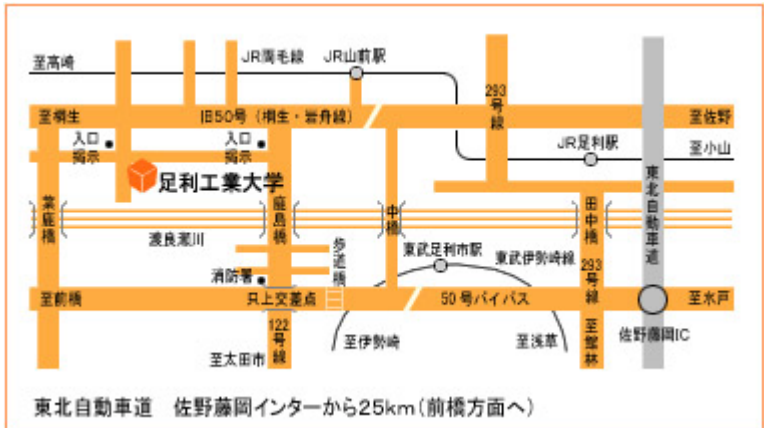 至高崎
JR両毛線
JR山前駅
293号線
至桐生
旧50号（桐生・岩舟線）
至佐野
入口掲示
入口掲示
JR足利駅
至小山
足利工業大学
東北自動車道
葉鹿橋
鹿島橋
中橋
田中橋
渡良瀬川
歩道橋
東武足利市駅
東武伊勢崎線
消防署
293号線
至前橋
只上交差点
50号バイパス
至水戸
122号線
至伊勢崎
至浅草
至館林
佐野藤岡IC
至太田市
東北自動車道　佐野藤岡インターから25km（前橋方面へ）